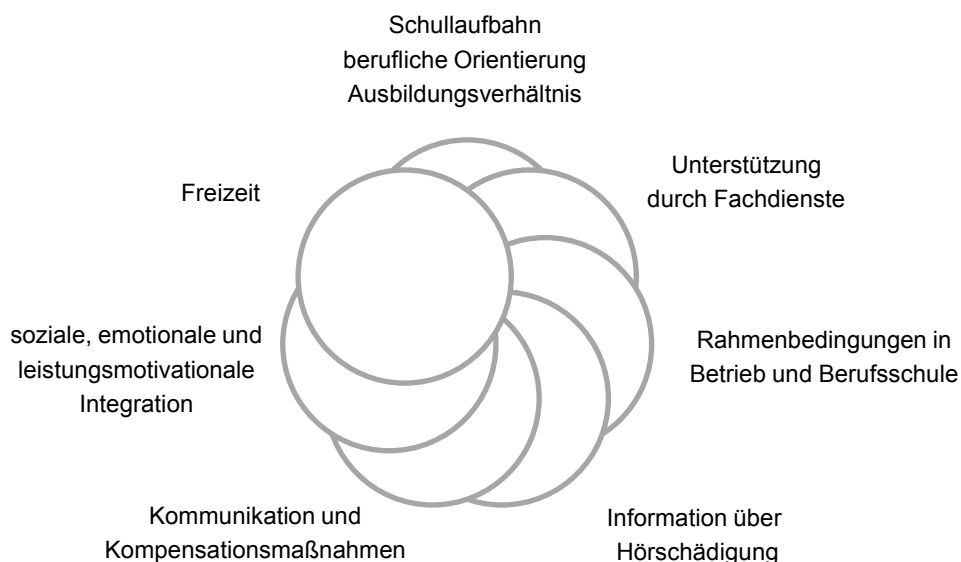 Schullaufbahn
berufliche Orientierung
Ausbildungsverhältnis
Unterstützung
durch Fachdienste
Rahmenbedingungen in
Betrieb und Berufsschule
Information über
Hörschädigung
Kommunikation und
Kompensationsmaßnahmen
soziale, emotionale und
leistungsmotivationale
Integration
Freizeit